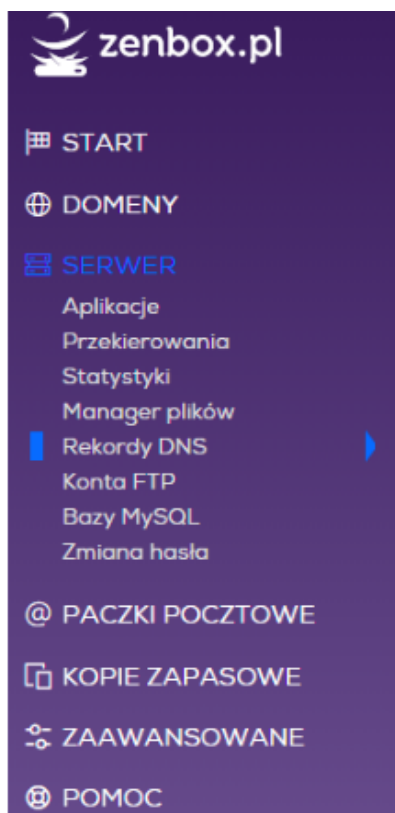 zenbox.pl
START
DOMENY
SERWER
Aplikacje
Przekierowania
Statystyki
Manager plików
Rekordy DNS
Konta FTP
Bazy MySQL
Zmiana hasła
@ PACZKI POCZTOWE
KOPIE ZAPASOWE
ZAAWANSOWANE
POMOC